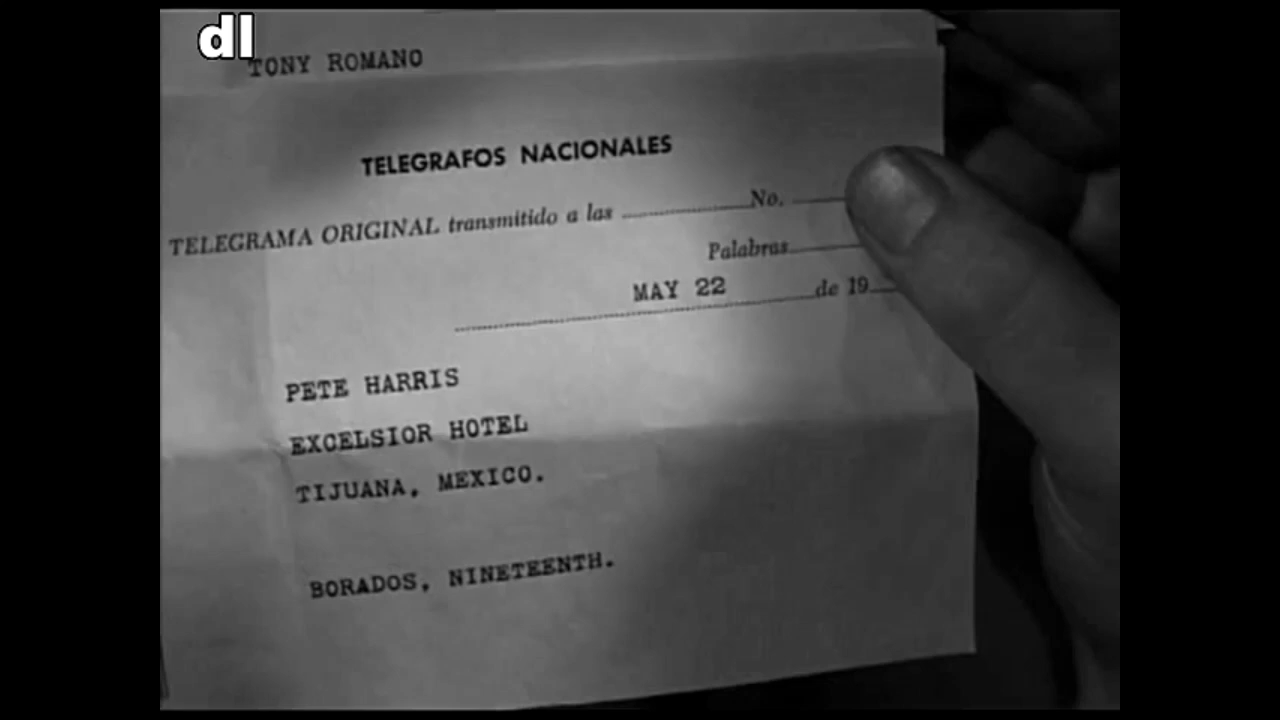 dl
TONY ROMANO
TELEGRAFOS NACIONALES
TELEGRAMA ORIGINAL transmitido a las No.
Palabras
MAY 22 de 19
PETE HARRIS
EXCELSIOR HOTEL
TIJUANA, MEXICO.
BORADOS, NINETEENTH.